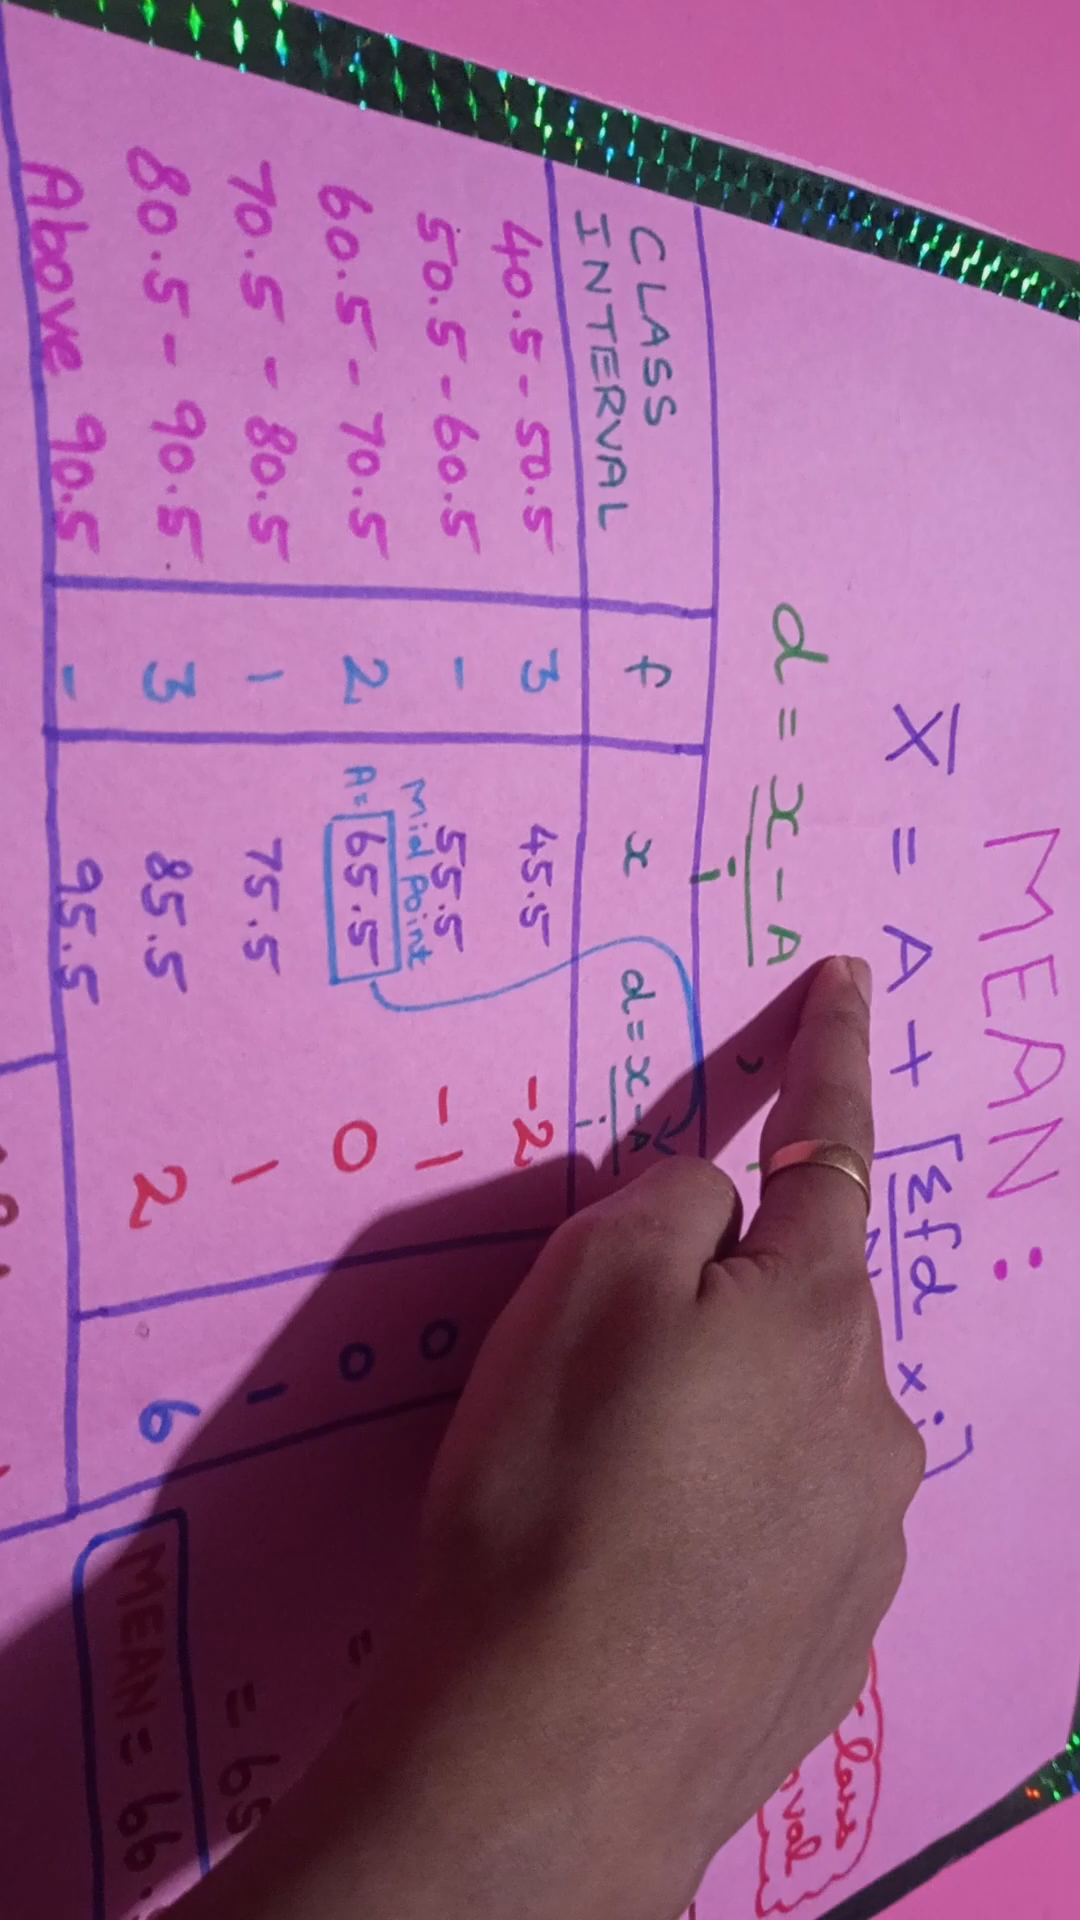 MEAN :
X̅ = A + [Σfd × i]
d = x - A
i
CLASS INTERVAL f x d = x - A
i
40.5 - 50.5 3 45.5 -2
50.5 - 60.5 - 55.5 -1 0
Mid Point
60.5 - 70.5 2 A = 65.5 0 0
70.5 - 80.5 1 75.5 1 1
80.5 - 90.5 3 85.5 2 6
Above 90.5 - 95.5
= 65
MEAN = 66.